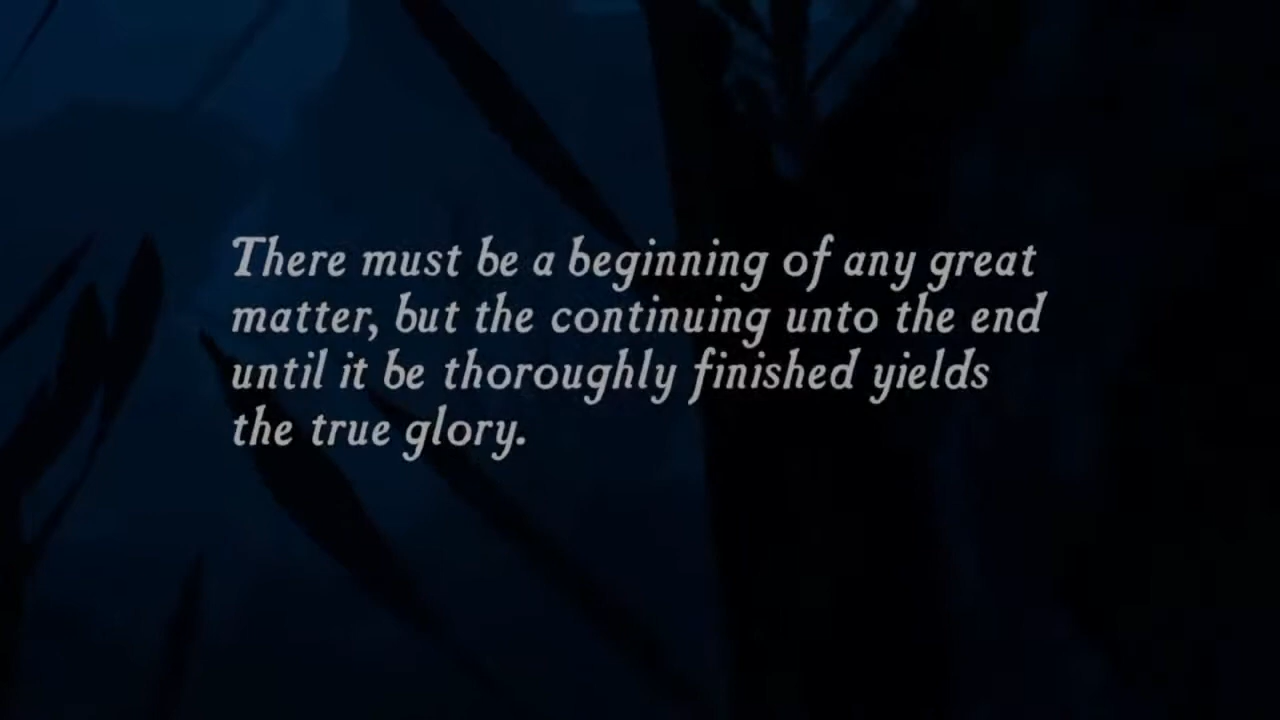 There must be a beginning of any great
matter, but the continuing unto the end
until it be thoroughly finished yields
the true glory.